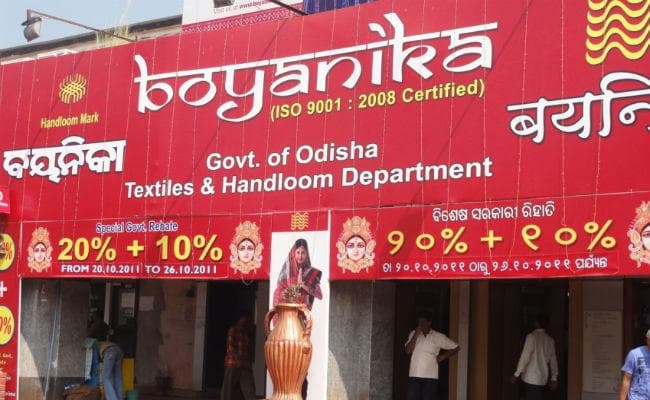 boyanika
(ISO 9001 : 2008 Certified)
Handloom Mark
ବୟନିକା
Govt. of Odisha
Textiles & Handloom Department
Special Govt. Rebate
20% + 10%
FROM 20.10.2011 TO 26.10.2011
ବିଶେଷ ସରକାରୀ ରିହାତି
୨୦% + ୧୦%
ତା ୨୦.୧୦.୨୦୧୧ ଠାରୁ ୨୬.୧୦.୨୦୧୧ ପର୍ଯ୍ୟନ୍ତ